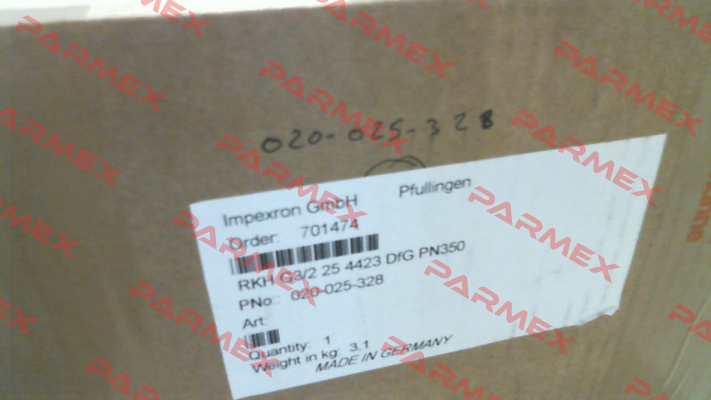 020-025-328
Impexron GmbH Pfullingen
Order: 701474
RKH G3/2 25 4423 DfG PN350
PNo.: 020-025-328
Art:
Quantity: 1
Weight in kg: 3.1
MADE IN GERMANY
PARMEX